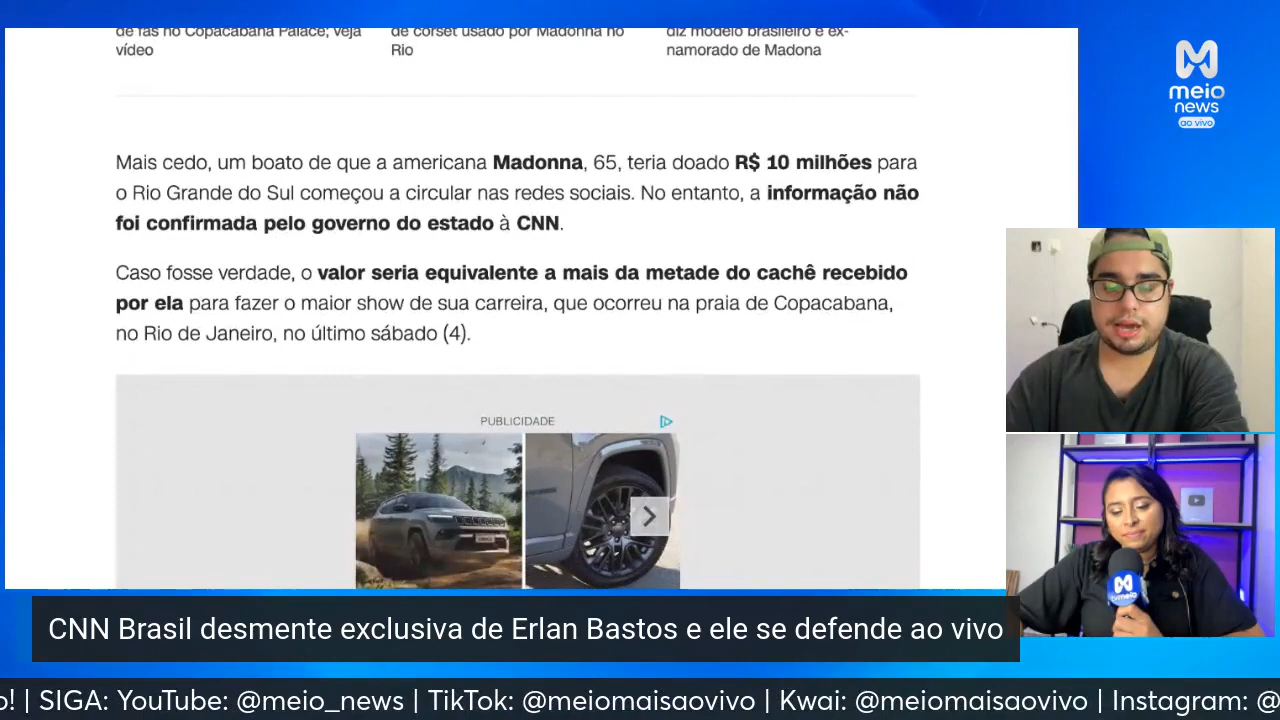 de fãs no Copacabana Palace; veja
vídeo
de corset usado por Madonna no
Rio
diz modelo brasileiro e ex-
namorado de Madona
meio
news
ao vivo
Mais cedo, um boato de que a americana Madonna, 65, teria doado R$ 10 milhões para
o Rio Grande do Sul começou a circular nas redes sociais. No entanto, a informação não
foi confirmada pelo governo do estado à CNN.
Caso fosse verdade, o valor seria equivalente a mais da metade do cachê recebido
por ela para fazer o maior show de sua carreira, que ocorreu na praia de Copacabana,
no Rio de Janeiro, no último sábado (4).
PUBLICIDADE
CNN Brasil desmente exclusiva de Erlan Bastos e ele se defende ao vivo
o! | SIGA: YouTube: @meio_news | TikTok: @meiomaisaovivo | Kwai: @meiomaisaovivo | Instagram: @